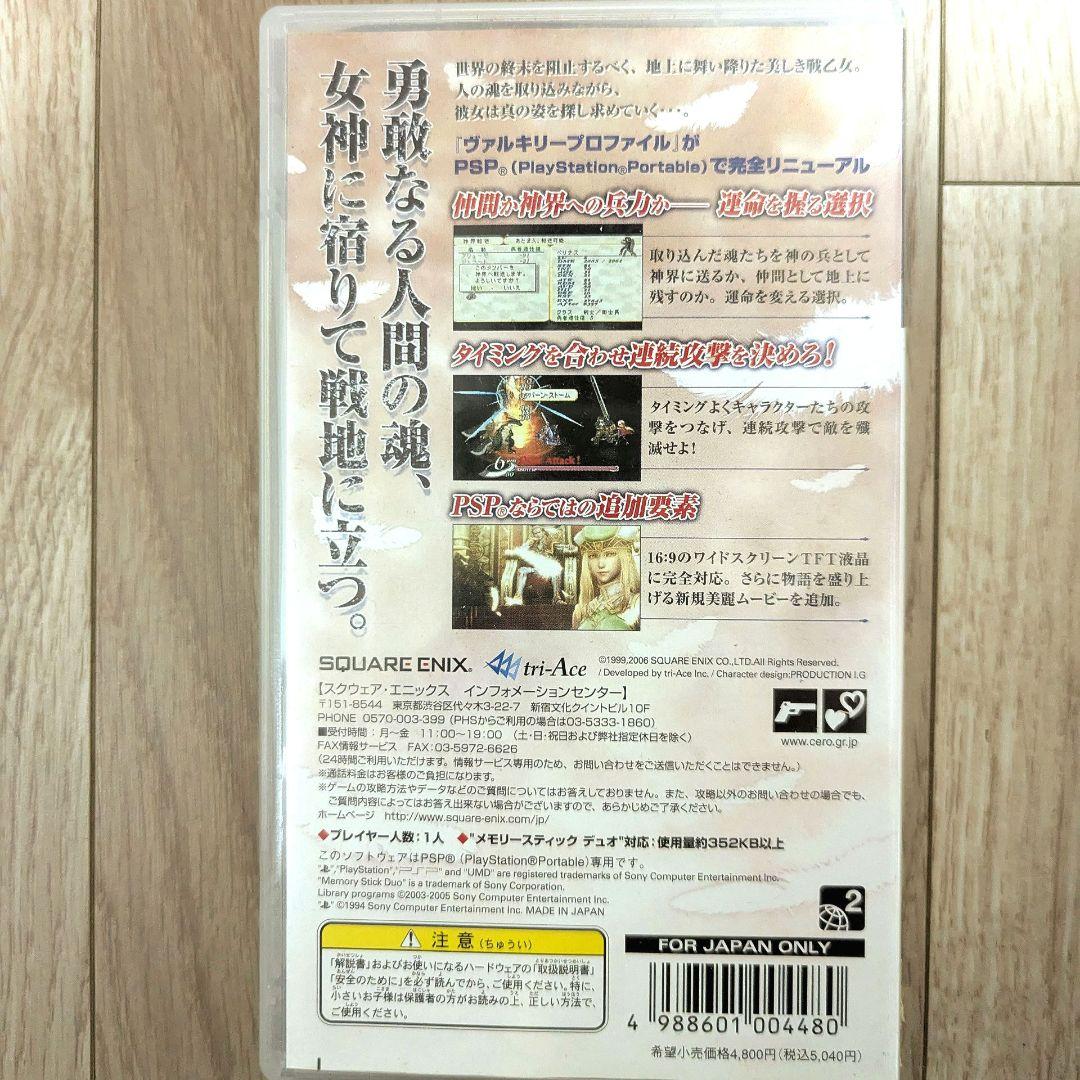 勇敢なる人間の魂、
女神に宿りて戦地に立つ。
世界の終末を阻止するべく、地上に舞い降りた美しき戦乙女。
人の魂を取り込みながら、
彼女は真の姿を探し求めていく・・・。
『ヴァルキリープロファイル』が
PSP®(PlayStation®Portable)で完全リニューアル
仲間か神界への兵力か── 運命を握る選択
このメンバーを
神界へ転送します。
よろしいですか?
はい いいえ
取り込んだ魂たちを神の兵として
神界に送るか、仲間として地上に
残すのか。運命を変える選択。
タイミングを合わせ連続攻撃を決めろ!
バーン・ストーム
Attack!
タイミングよくキャラクターたちの攻
撃をつなげ、連続攻撃で敵を殲
滅せよ!
PSP®ならではの追加要素
16:9のワイドスクリーンTFT液晶
に完全対応。さらに物語を盛り上
げる新規美麗ムービーを追加。
SQUARE ENIX® tri-Ace
©1999,2006 SQUARE ENIX CO.,LTD.All Rights Reserved.
/ Developed by tri-Ace Inc. / Character design:PRODUCTION I.G
【スクウェア・エニックス インフォメーションセンター】
〒151-8544 東京都渋谷区代々木3-22-7 新宿文化クイントビル10F
PHONE 0570-003-399 (PHSからご利用の場合は03-5333-1860)
■受付時間:月〜金 11:00〜19:00 (土・日・祝日および弊社指定休日を除く)
FAX情報サービス FAX:03-5972-6626
(24時間ご利用いただけます。情報サービス専用のため、お問い合わせをご送信いただくことはできません。)
※通話料金はお客様のご負担になります。
※ゲームの攻略方法やデータなどのご質問についてはお答えしておりません。また、攻略以外のお問い合わせの場合でも、
ご質問内容によってはお答え出来ない場合がございますので、あらかじめご了承ください。
ホームページ http://www.square-enix.com/jp/
www.cero.gr.jp
◆プレイヤー人数:1人 ◆"メモリースティック デュオ"対応:使用量約352KB以上
このソフトウェアはPSP®(PlayStation®Portable)専用です。
" ","PlayStation","PSP" and "UMD" are registered trademarks of Sony Computer Entertainment Inc.
"Memory Stick Duo" is a trademark of Sony Corporation.
Library programs ©2003-2005 Sony Computer Entertainment Inc.
" " ©1994 Sony Computer Entertainment Inc. MADE IN JAPAN
2
注意(ちゅうい)
「解説書」およびお使いになるハードウェアの「取扱説明書」
「安全のために」を必ず読んでから、ご使用ください。特に、
小さいお子様は保護者の方がお読みの上、正しい方法で、
ご使用ください。
FOR JAPAN ONLY
4 988601 004480
希望小売価格4,800円(税込5,040円)